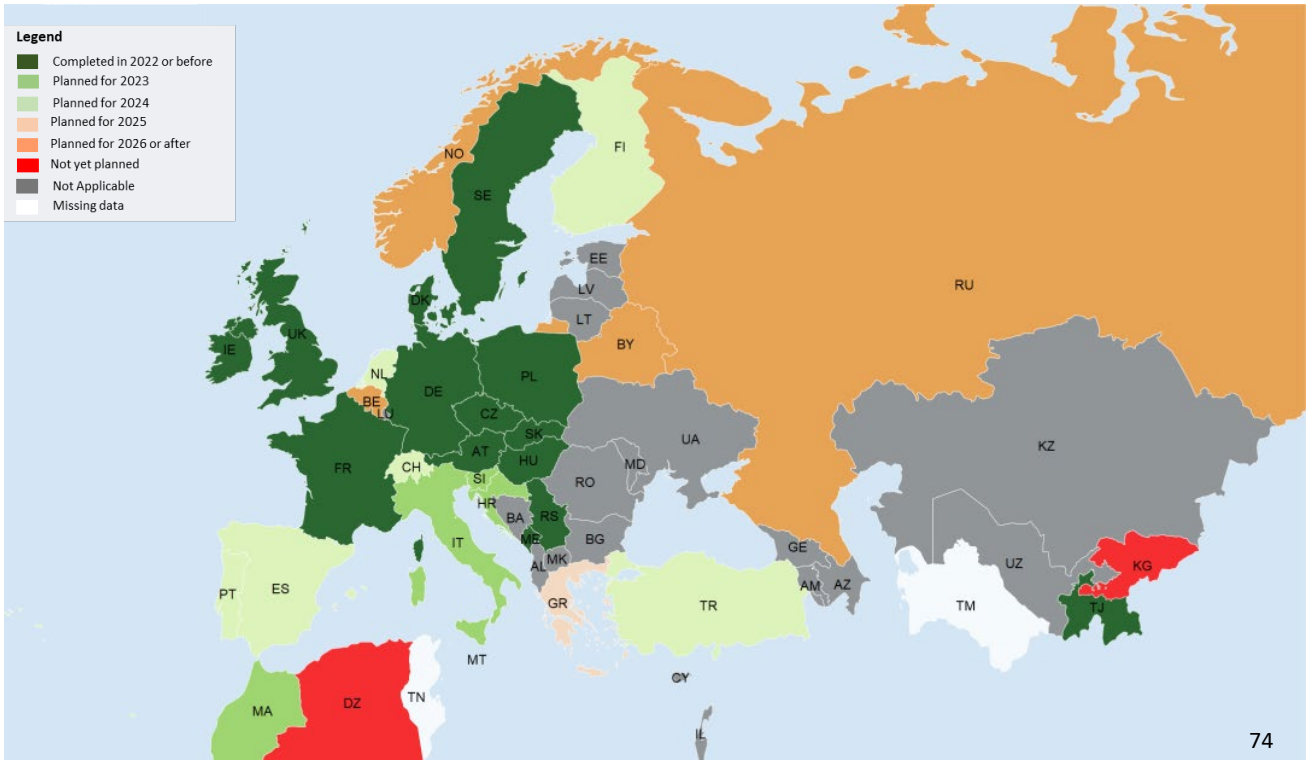 Legend
Completed in 2022 or before
Planned for 2023
Planned for 2024
Planned for 2025
Planned for 2026 or after
Not yet planned
Not Applicable
Missing data
NO
FI
SE
EE
RU
LV
DK
LT
UK
BY
IE
NL
PL
DE
BE
LU
CZ
SK
UA
KZ
AT
HU
FR
CH
MD
SI
RO
HR
BA
RS
ME
BG
IT
GE
MK
UZ
AL
KG
AM
AZ
PT
ES
GR
TR
TM
TJ
MT
CY
TN
DZ
MA
IL
74